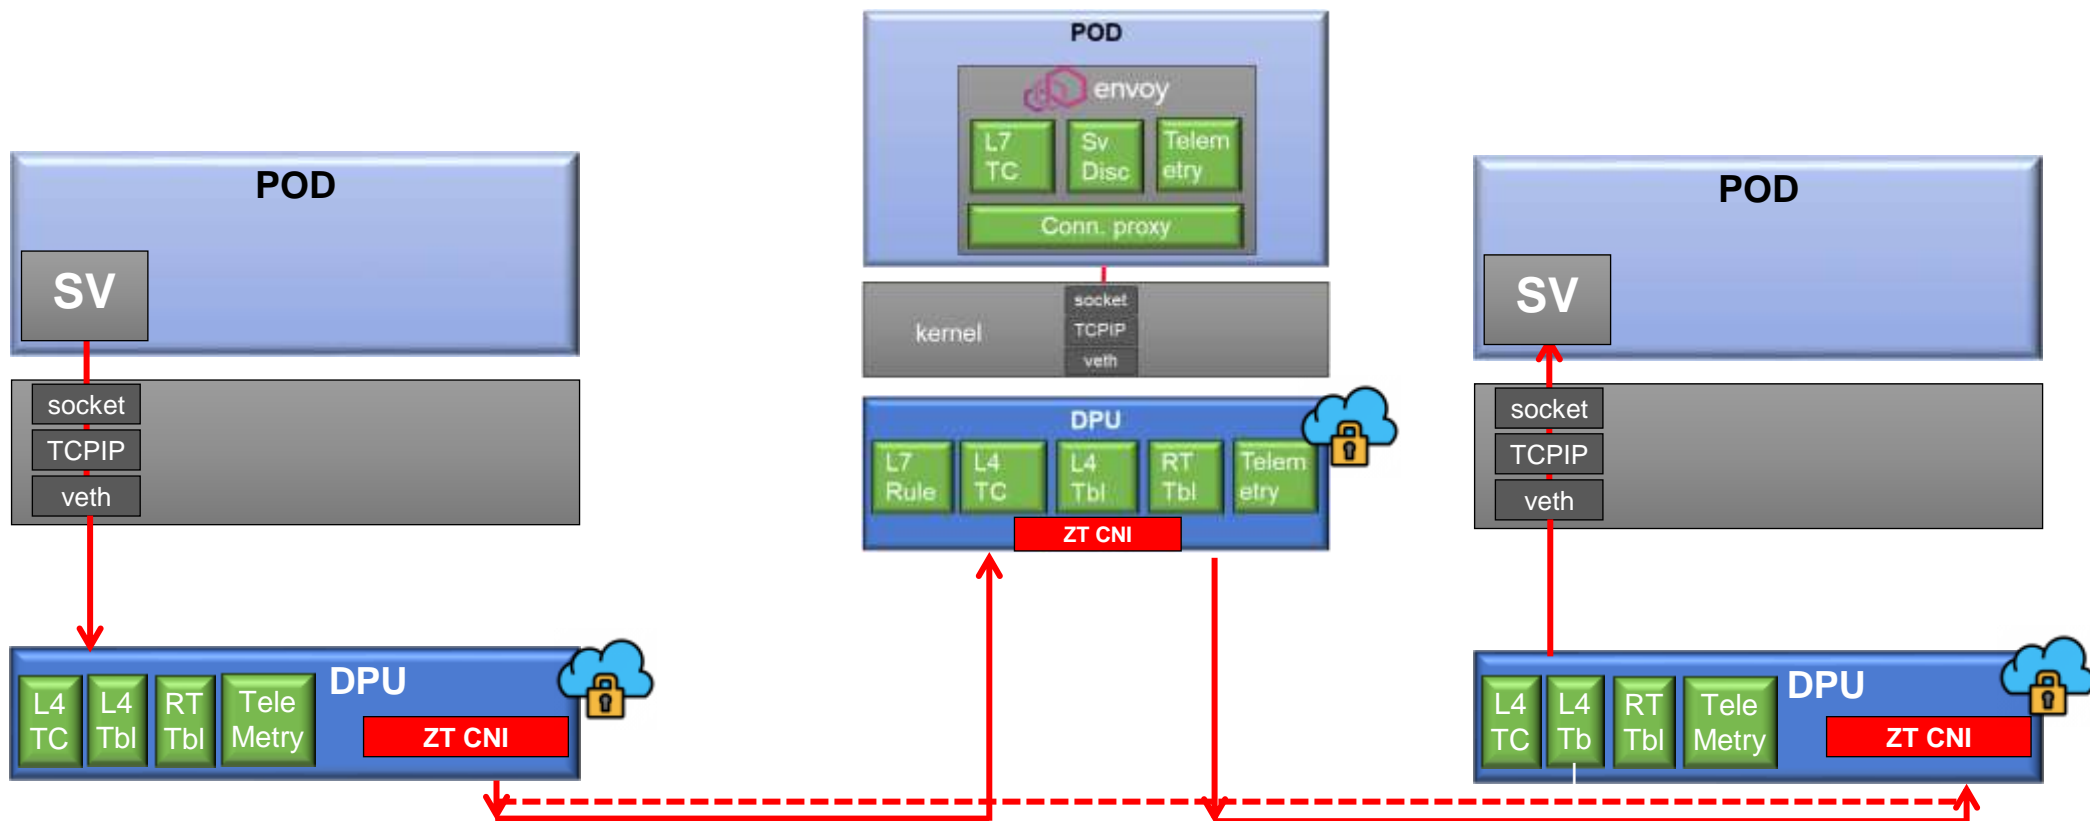 POD
SV
socket
TCPIP
veth
DPU
L4
TC
L4
Tbl
RT
Tbl
Tele
Metry
ZT CNI
POD
envoy
L7
TC
Sv
Disc
Telem
etry
Conn. proxy
kernel
socket
TCPIP
veth
DPU
L7
Rule
L4
TC
L4
Tbl
RT
Tbl
Telem
etry
ZT CNI
POD
SV
socket
TCPIP
veth
DPU
L4
TC
L4
Tb
RT
Tbl
Tele
Metry
ZT CNI